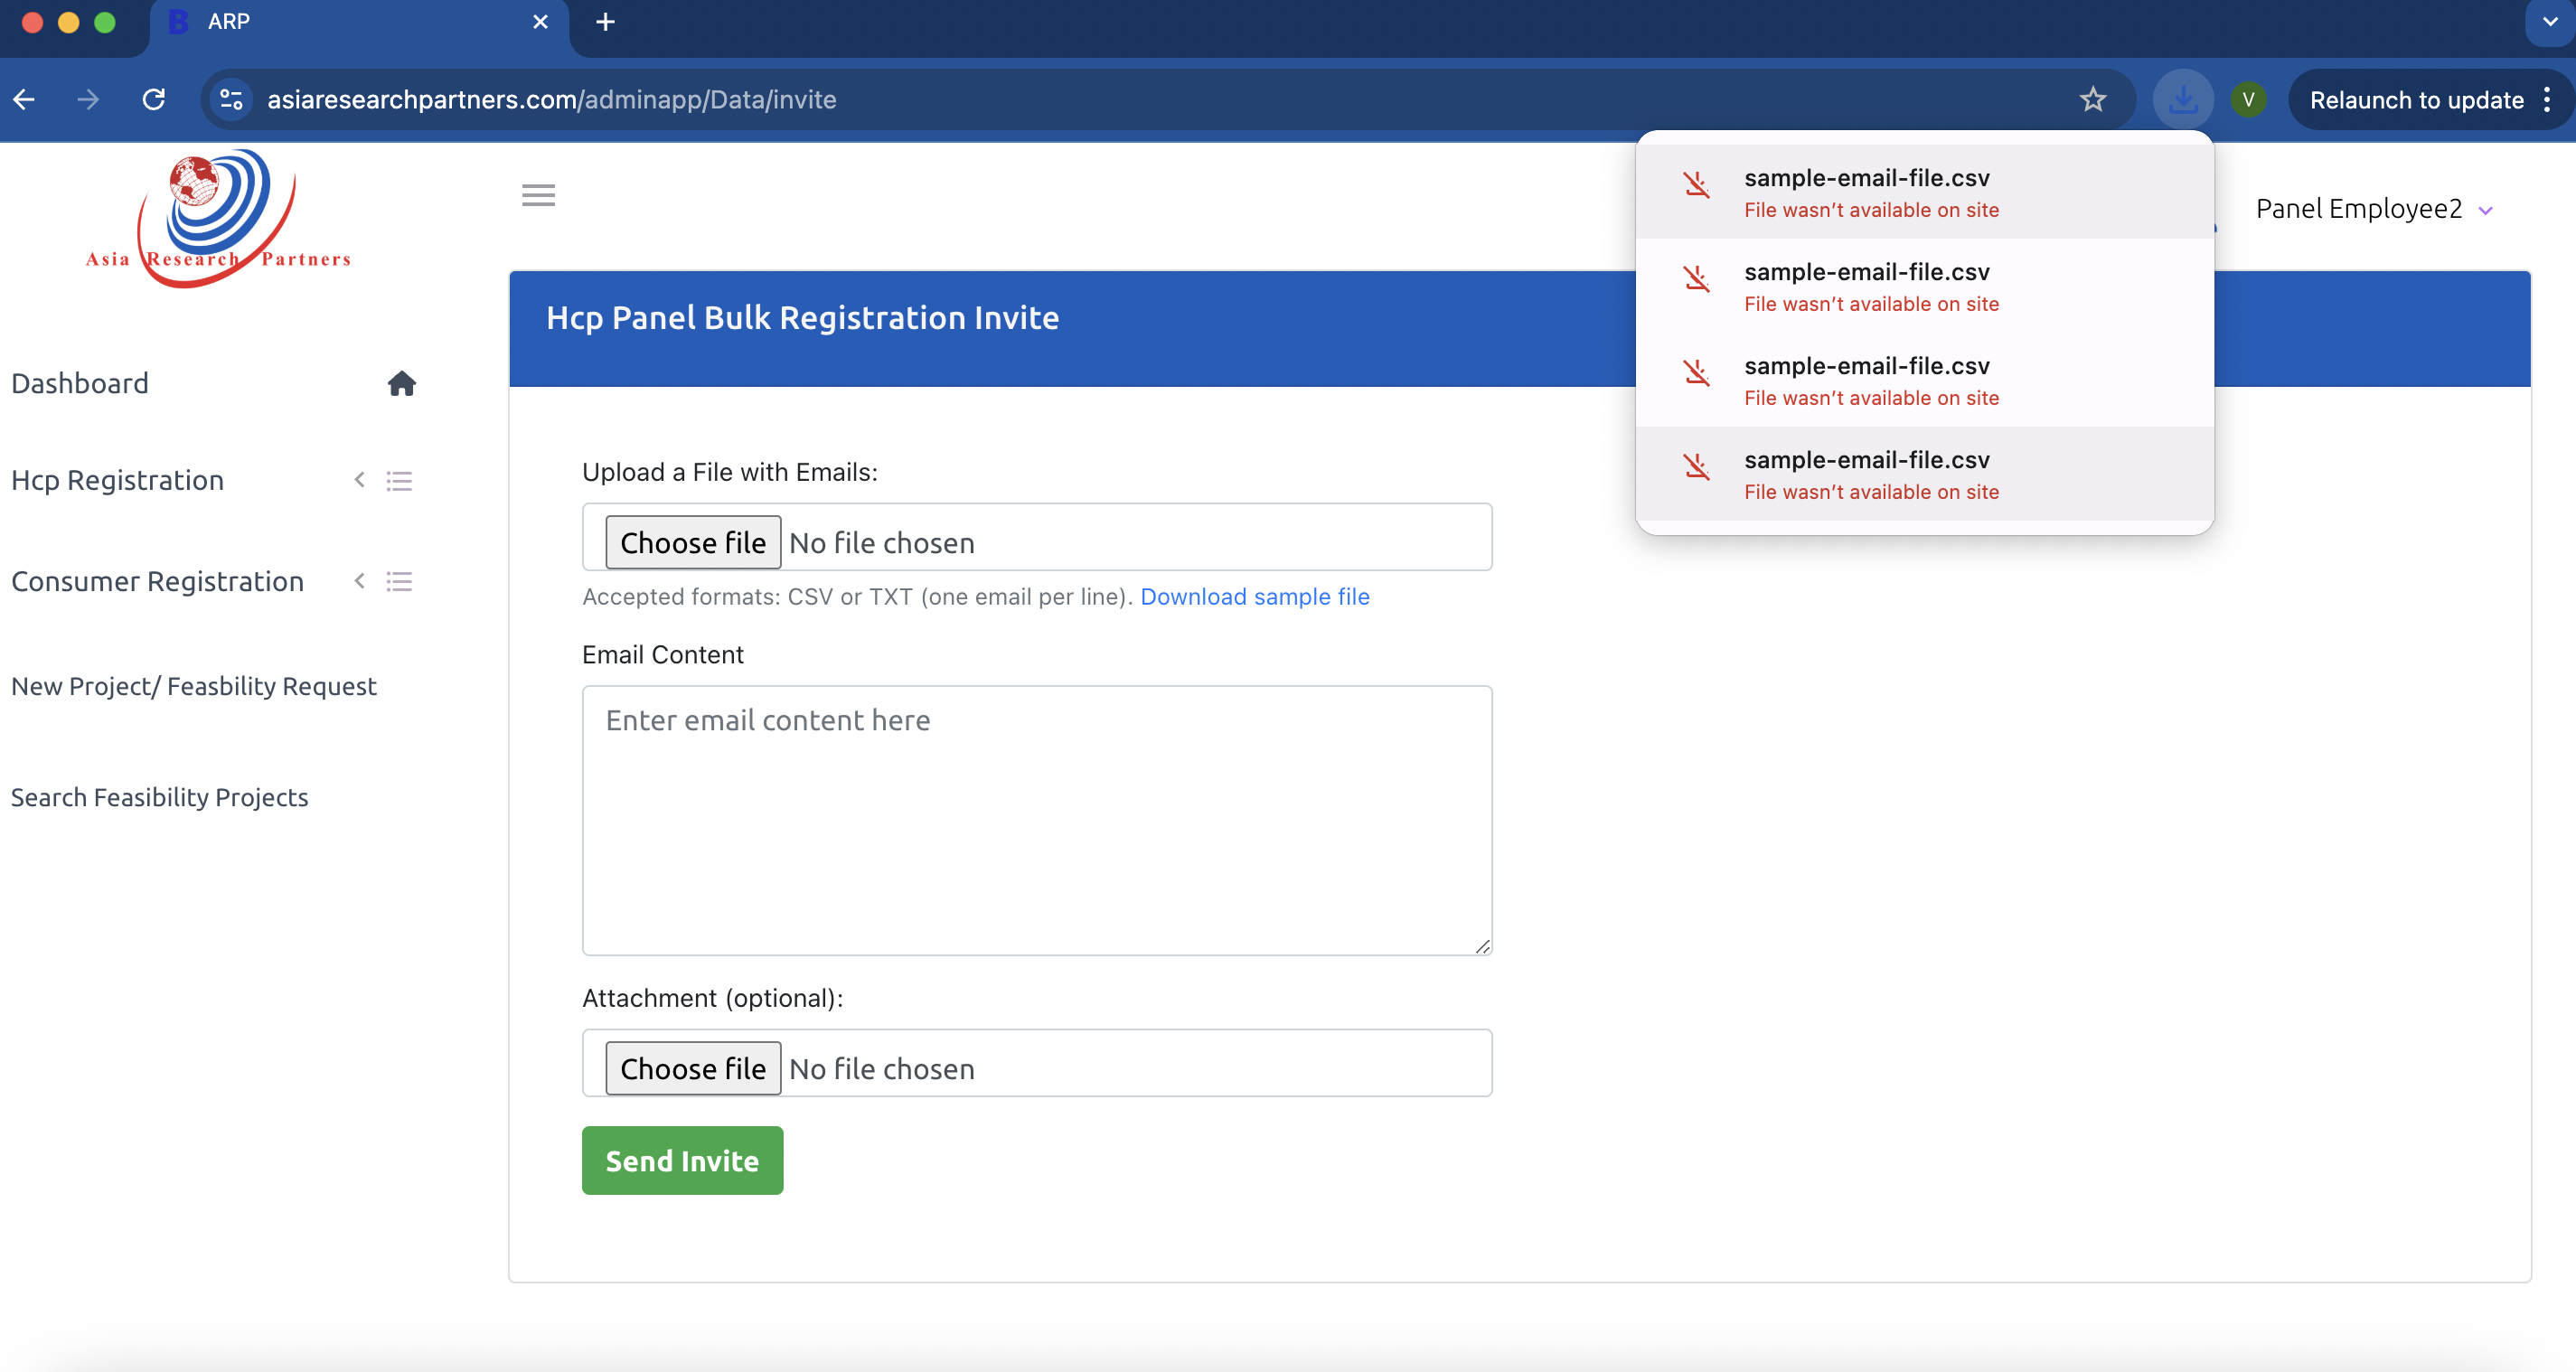 ARP
asiaresearchpartners.com/adminapp/Data/invite
V
Relaunch to update
sample-email-file.csv
File wasn’t available on site
sample-email-file.csv
File wasn’t available on site
sample-email-file.csv
File wasn’t available on site
sample-email-file.csv
File wasn’t available on site
Asia Research Partners
Panel Employee2
Dashboard
Hcp Registration
Consumer Registration
New Project/ Feasbility Request
Search Feasibility Projects
Hcp Panel Bulk Registration Invite
Upload a File with Emails:
Choose file No file chosen
Accepted formats: CSV or TXT (one email per line). Download sample file
Email Content
Enter email content here
Attachment (optional):
Choose file No file chosen
Send Invite